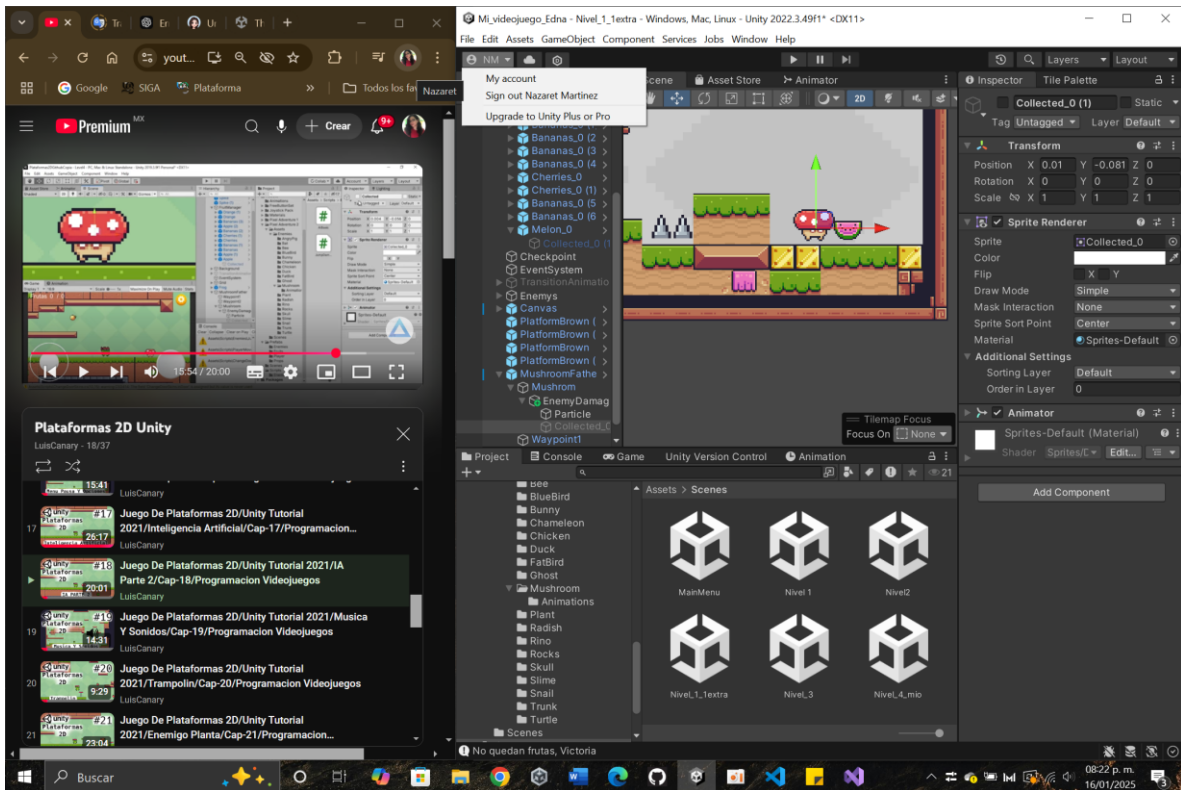 yout...
Google
SIGA
Plataforma
»
Todos los fav
Nazaret
Premium MX
Crear
9+
15:54 / 20:00
Plataformas 2D Unity
LuisCanary - 18/37
15:41
LuisCanary
17
#17
26:17
Juego De Plataformas 2D/Unity Tutorial
2021/Inteligencia Artificial/Cap-17/Programacion...
LuisCanary
#18
20:01
Juego De Plataformas 2D/Unity Tutorial 2021/IA
Parte 2/Cap-18/Programacion Videojuegos
LuisCanary
19
#19
14:31
Juego De Plataformas 2D/Unity Tutorial 2021/Musica
Y Sonidos/Cap-19/Programacion Videojuegos
LuisCanary
20
#20
9:29
Juego De Plataformas 2D/Unity Tutorial
2021/Trampolin/Cap-20/Programacion Videojuegos
LuisCanary
21
#21
23:04
Juego De Plataformas 2D/Unity Tutorial
2021/Enemigo Planta/Cap-21/Programacion...
Mi_videojuego_Edna - Nivel_1_1extra - Windows, Mac, Linux - Unity 2022.3.49f1* <DX11>
File Edit Assets GameObject Component Services Jobs Window Help
NM
Layers
Layout
My account
Sign out Nazaret Martinez
Upgrade to Unity Plus or Pro
Scene
Asset Store
Animator
2D
Bananas_0 (2
Bananas_0 (3
Bananas_0 (4
Cherries_0
Cherries_0 (1)
Bananas_0 (5
Bananas_0 (6
Melon_0
Collected_0 (1
Checkpoint
EventSystem
TransitionAnimatio
Enemys
Canvas
PlatformBrown (
PlatformBrown (
PlatformBrown
PlatformBrown (
MushroomFathe
Mushrom
EnemyDamag
Particle
Collected_0
Waypoint1
Tilemap Focus
Focus On None
Inspector
Tile Palette
Collected_0 (1)
Static
Tag Untagged
Layer Default
Transform
Position X 0.01 Y -0.081 Z 0
Rotation X 0 Y 0 Z 0
Scale X 1 Y 1 Z 1
Sprite Renderer
Sprite Collected_0
Color
Flip X Y
Draw Mode Simple
Mask Interaction None
Sprite Sort Point Center
Material Sprites-Default
Additional Settings
Sorting Layer Default
Order in Layer 0
Animator
Sprites-Default (Material)
Shader Sprites/D Edit...
Add Component
Project
Console
Game
Unity Version Control
Animation
21
Bee
BlueBird
Bunny
Chameleon
Chicken
Duck
FatBird
Ghost
Mushroom
Animations
Plant
Radish
Rino
Rocks
Skull
Slime
Snail
Trunk
Turtle
Scenes
Assets > Scenes
MainMenu
Nivel 1
Nivel2
Nivel_1_1extra
Nivel_3
Nivel_4_mio
No quedan frutas, Victoria
Buscar
08:22 p. m.
16/01/2025